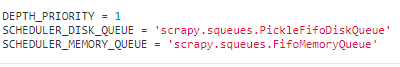 DEPTH_PRIORITY = 1
SCHEDULER_DISK_QUEUE = 'scrapy.squeues.PickleFifoDiskQueue'
SCHEDULER_MEMORY_QUEUE = 'scrapy.squeues.FifoMemoryQueue'